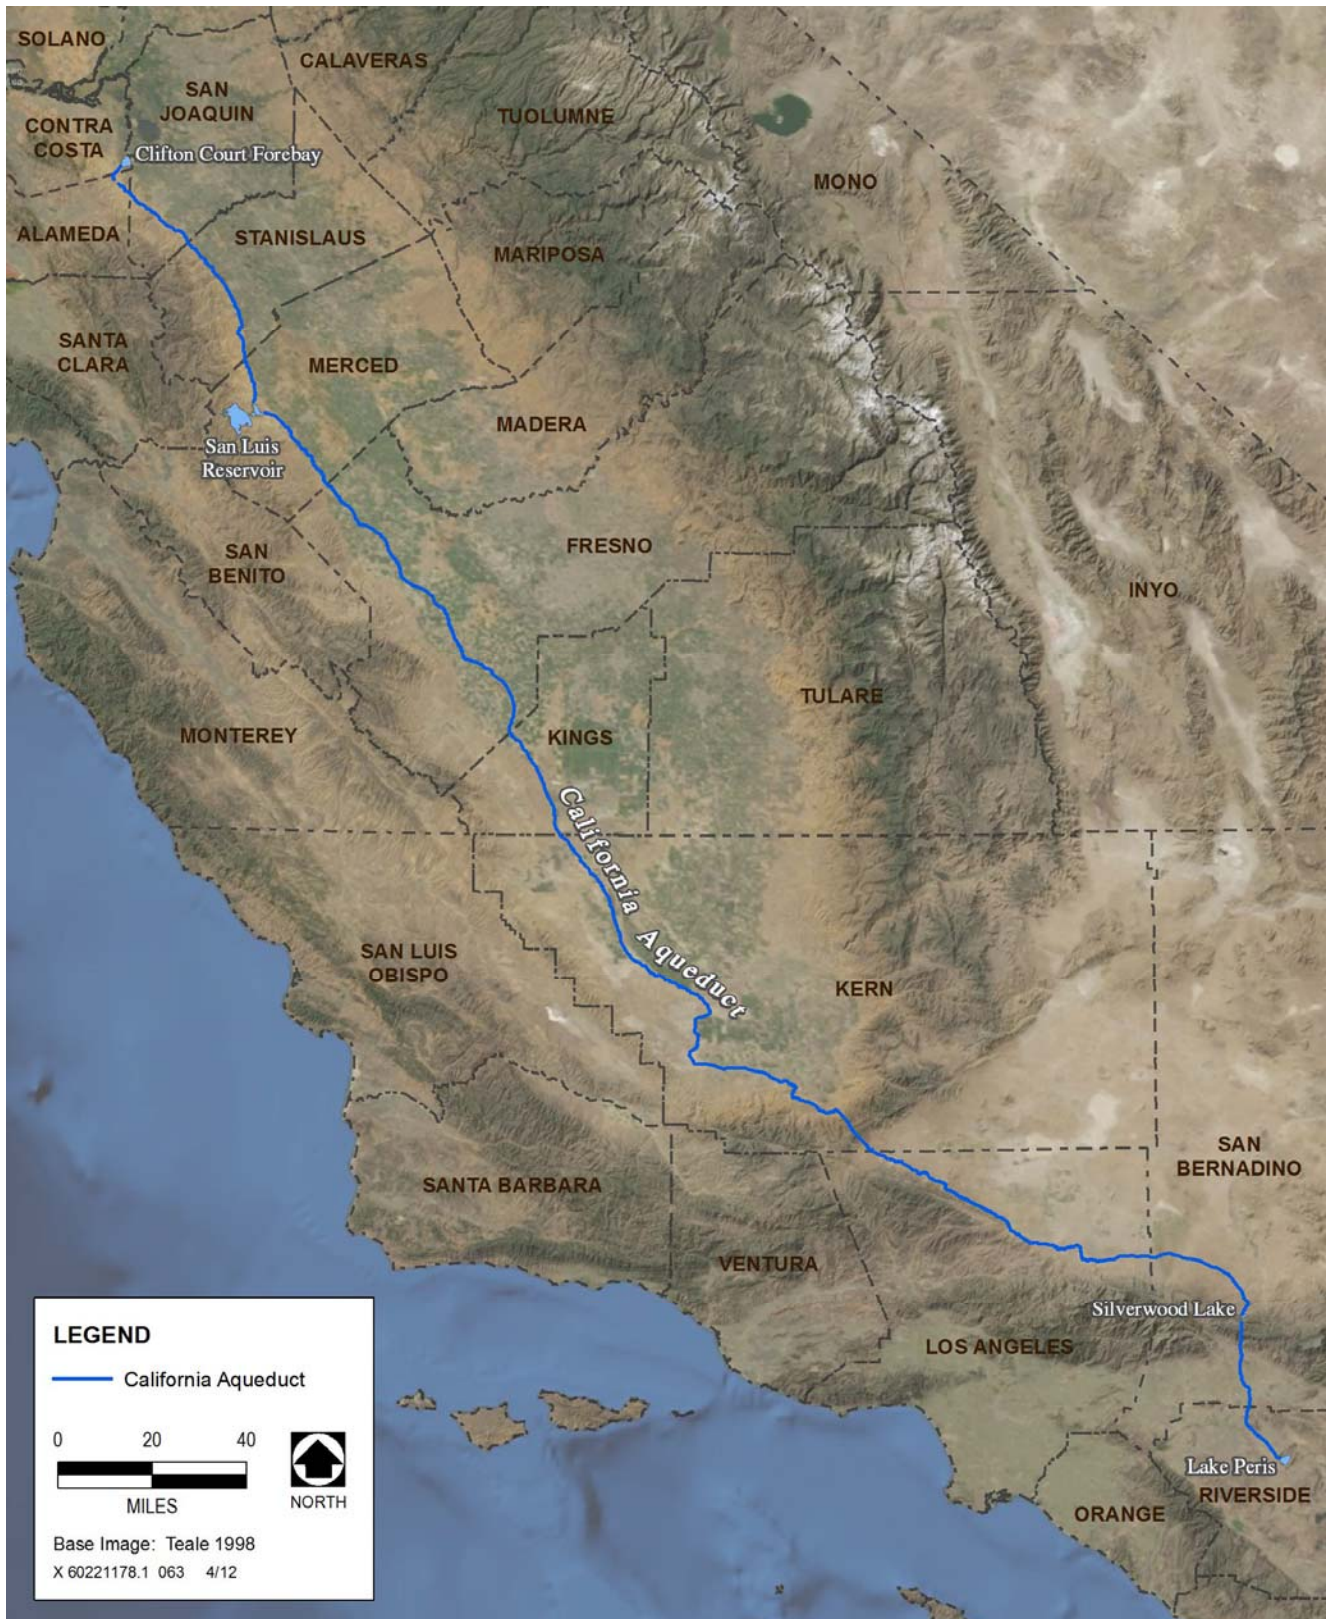 SOLANO
CALAVERAS
SAN
JOAQUIN
TUOLUMNE
CONTRA
COSTA
Clifton Court Forebay
MONO
ALAMEDA
STANISLAUS
MARIPOSA
SANTA
CLARA
MERCED
MADERA
San Luis
Reservoir
FRESNO
SAN
BENITO
INYO
TULARE
MONTEREY
KINGS
California Aqueduct
SAN LUIS
OBISPO
KERN
SAN
BERNADINO
SANTA BARBARA
VENTURA
Silverwood Lake
LOS ANGELES
Lake Peris
RIVERSIDE
ORANGE
LEGEND
California Aqueduct
0 20 40
MILES
NORTH
Base Image: Teale 1998
X 60221178.1 063 4/12